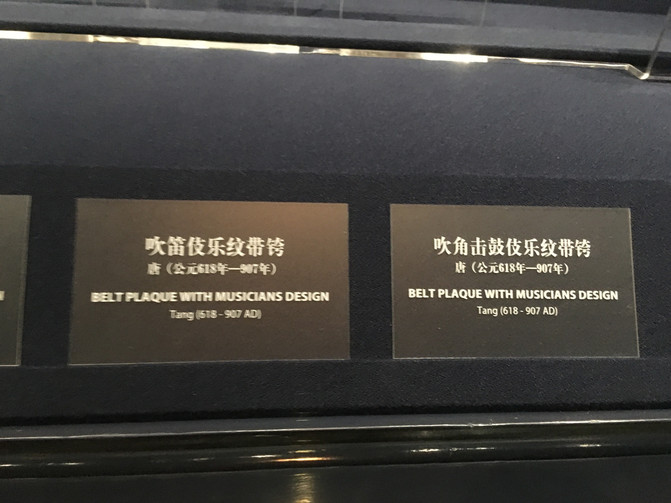 吹笛伎乐纹带銙
唐（公元618年—907年）
BELT PLAQUE WITH MUSICIANS DESIGN
Tang (618 - 907 AD)
吹角击鼓伎乐纹带銙
唐（公元618年—907年）
BELT PLAQUE WITH MUSICIANS DESIGN
Tang (618 - 907 AD)